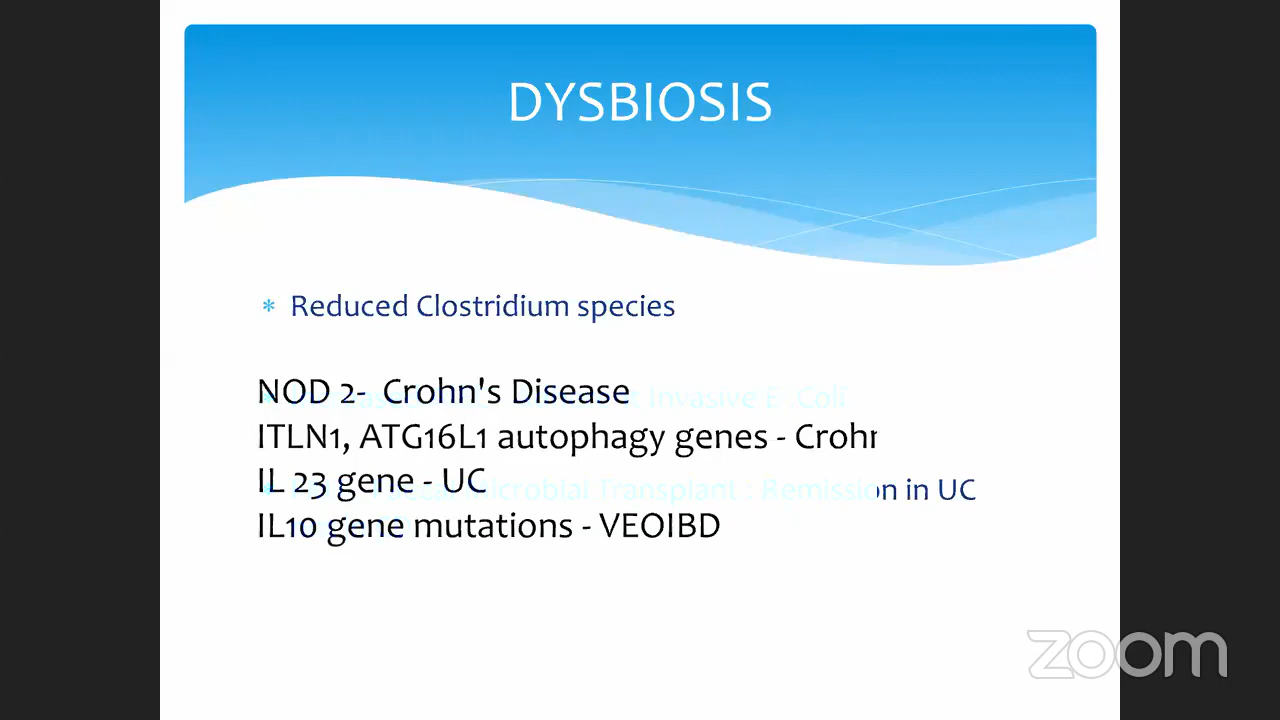 DYSBIOSIS
* Reduced Clostridium species
NOD 2- Crohn's Disease
Invasive E .Coli
ITLN1, ATG16L1 autophagy genes - Crohn
IL 23 gene - UC
Microbial Transplant : Remission in UC
IL10 gene mutations - VEOIBD
zoom